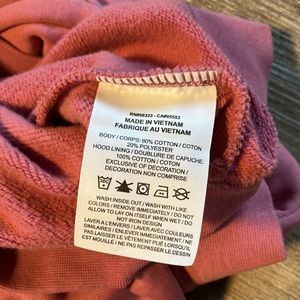 RN#56323 - CA#05553
MADE IN VIETNAM
FABRIQUÉ AU VIETNAM
BODY / CORPS: 80% COTTON / COTON
20% POLYESTER
HOOD LINING / DOUBLURE DE CAPUCHE:
100% COTTON / COTON
EXCLUSIVE OF DECORATION /
DECORATION NON COMPRISE
WASH INSIDE OUT / WASH WITH LIKE
COLORS / REMOVE IMMEDIATELY / DO NOT
ALLOW TO LAY ON ITSELF WHEN WET / DO
NOT IRON DESIGN
LAVER A L'ENVERS / LAVER AVEC COULEURS
SIMILAIRES / ENLEVER IMMEDIATEMENT / NE
PAS LAISSER LE VÊTEMENT PLIÉ LORSQU'IL
EST MOUILLÉ / NE PAS REPASSER LE DESSIN